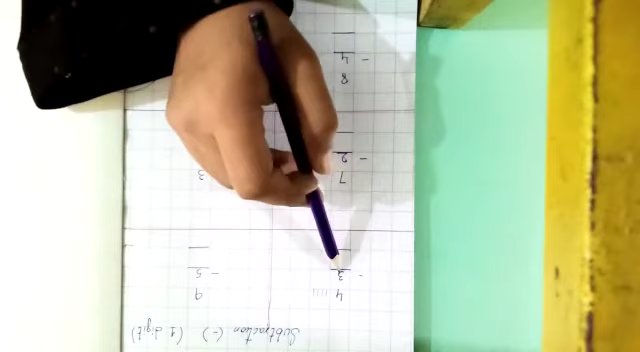 Subtraction (-) (1 digit)
4 9
- 3 - 5
7 3
- 2
8
- 4